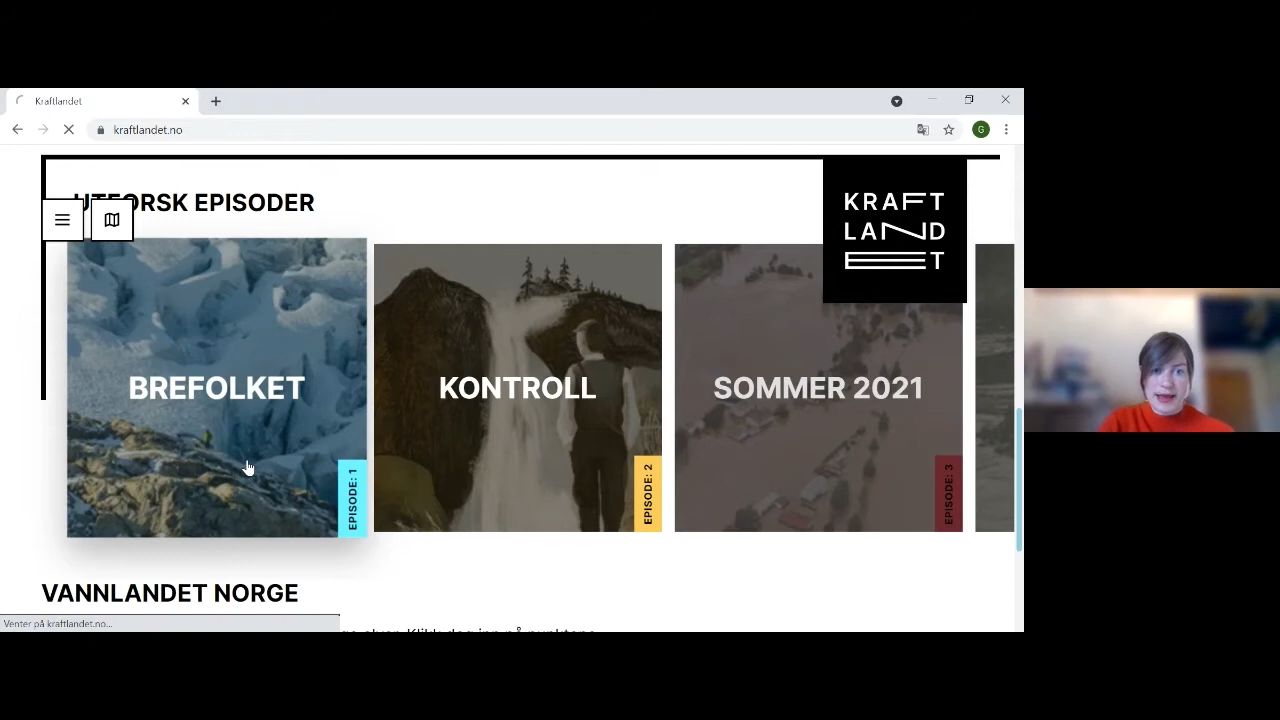 Kraftlandet
kraftlandet.no
G
UTFORSK EPISODER
KRAFT
LAND
ET
BREFOLKET
KONTROLL
SOMMER 2021
EPISODE: 1
EPISODE: 2
EPISODE: 3
VANNLANDET NORGE
Venter på kraftlandet.no...